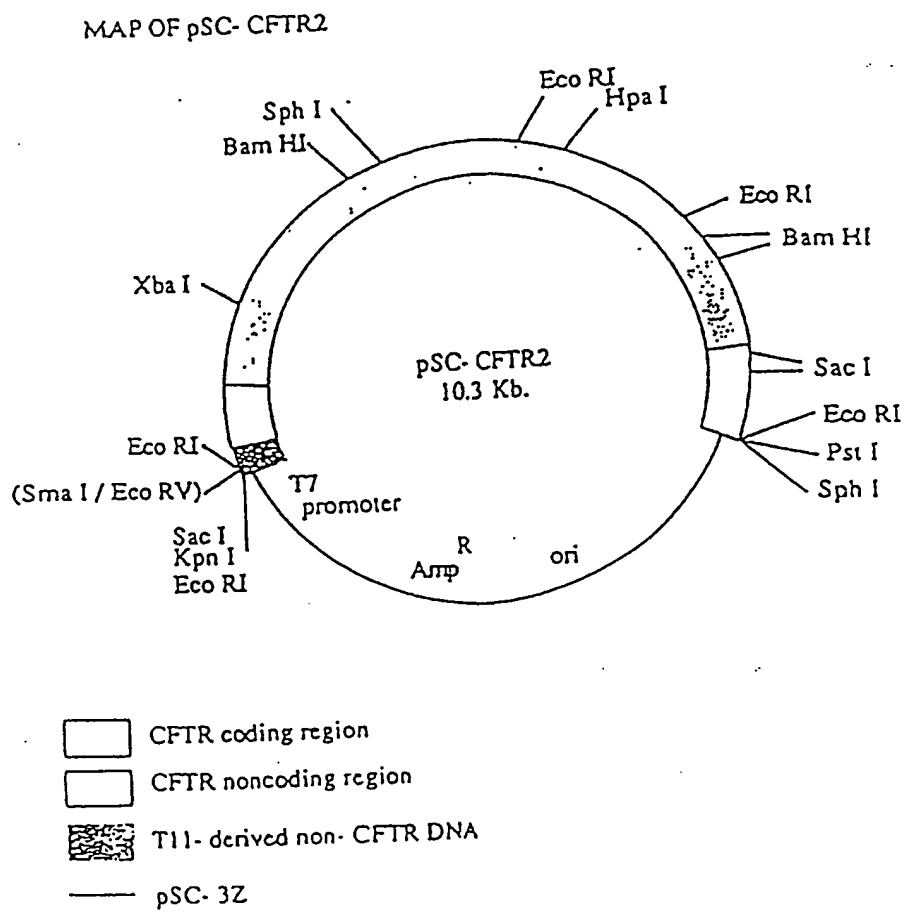 MAP OF pSC- CFTR2
Eco RI
Hpa I
Sph I
Bam HI
Eco RI
Bam HI
Xba I
pSC- CFTR2
10.3 Kb.
Sac I
Eco RI
Pst I
Sph I
Eco RI
(Sma I / Eco RV)
T7
promoter
Sac I
Kpn I
Eco RI
Amp R
ori
CFTR coding region
CFTR noncoding region
T11- derived non- CFTR DNA
pSC- 3Z